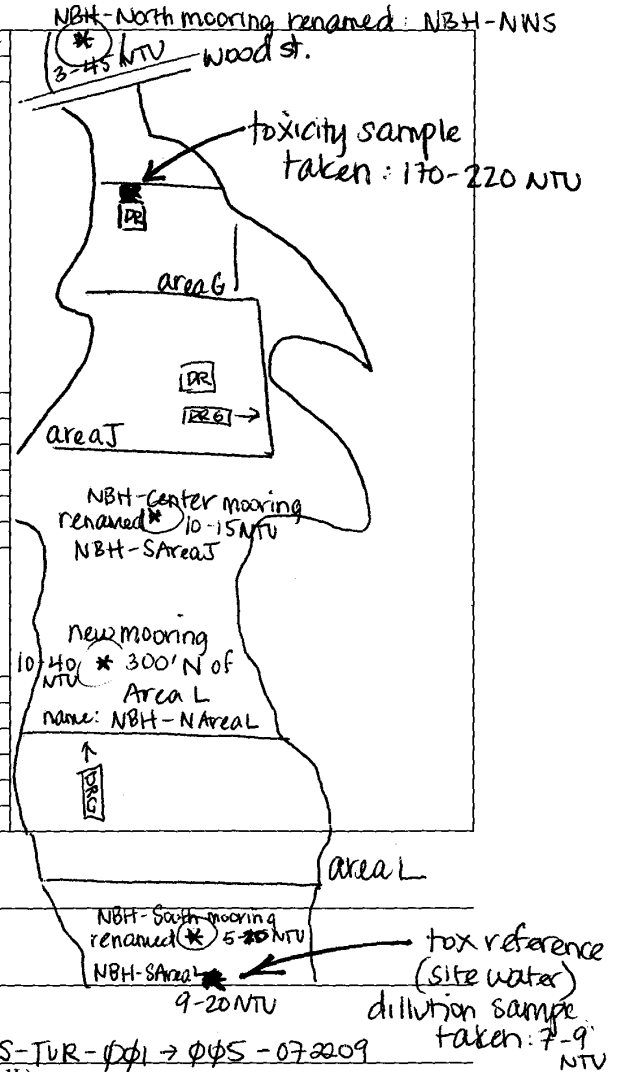 NBH-North mooring renamed: NBH-NWS
3-45 NTU
Wood st.
toxicity sample
taken: 170-220 NTU
DR
area G
DR
DRG →
area J
NBH-Center mooring
renamed * 10-15 NTU
NBH-SAreaJ
new mooring
10-40 NTU * 300' N of
Area L
name: NBH-NAreaL
DRG
area L
NBH-South mooring
renamed * NTU
NBH-SAreaL
9-20 NTU
tox reference
(site water)
dillution sample
taken: 7-9
NTU
S-TUR-001 → 005-072209